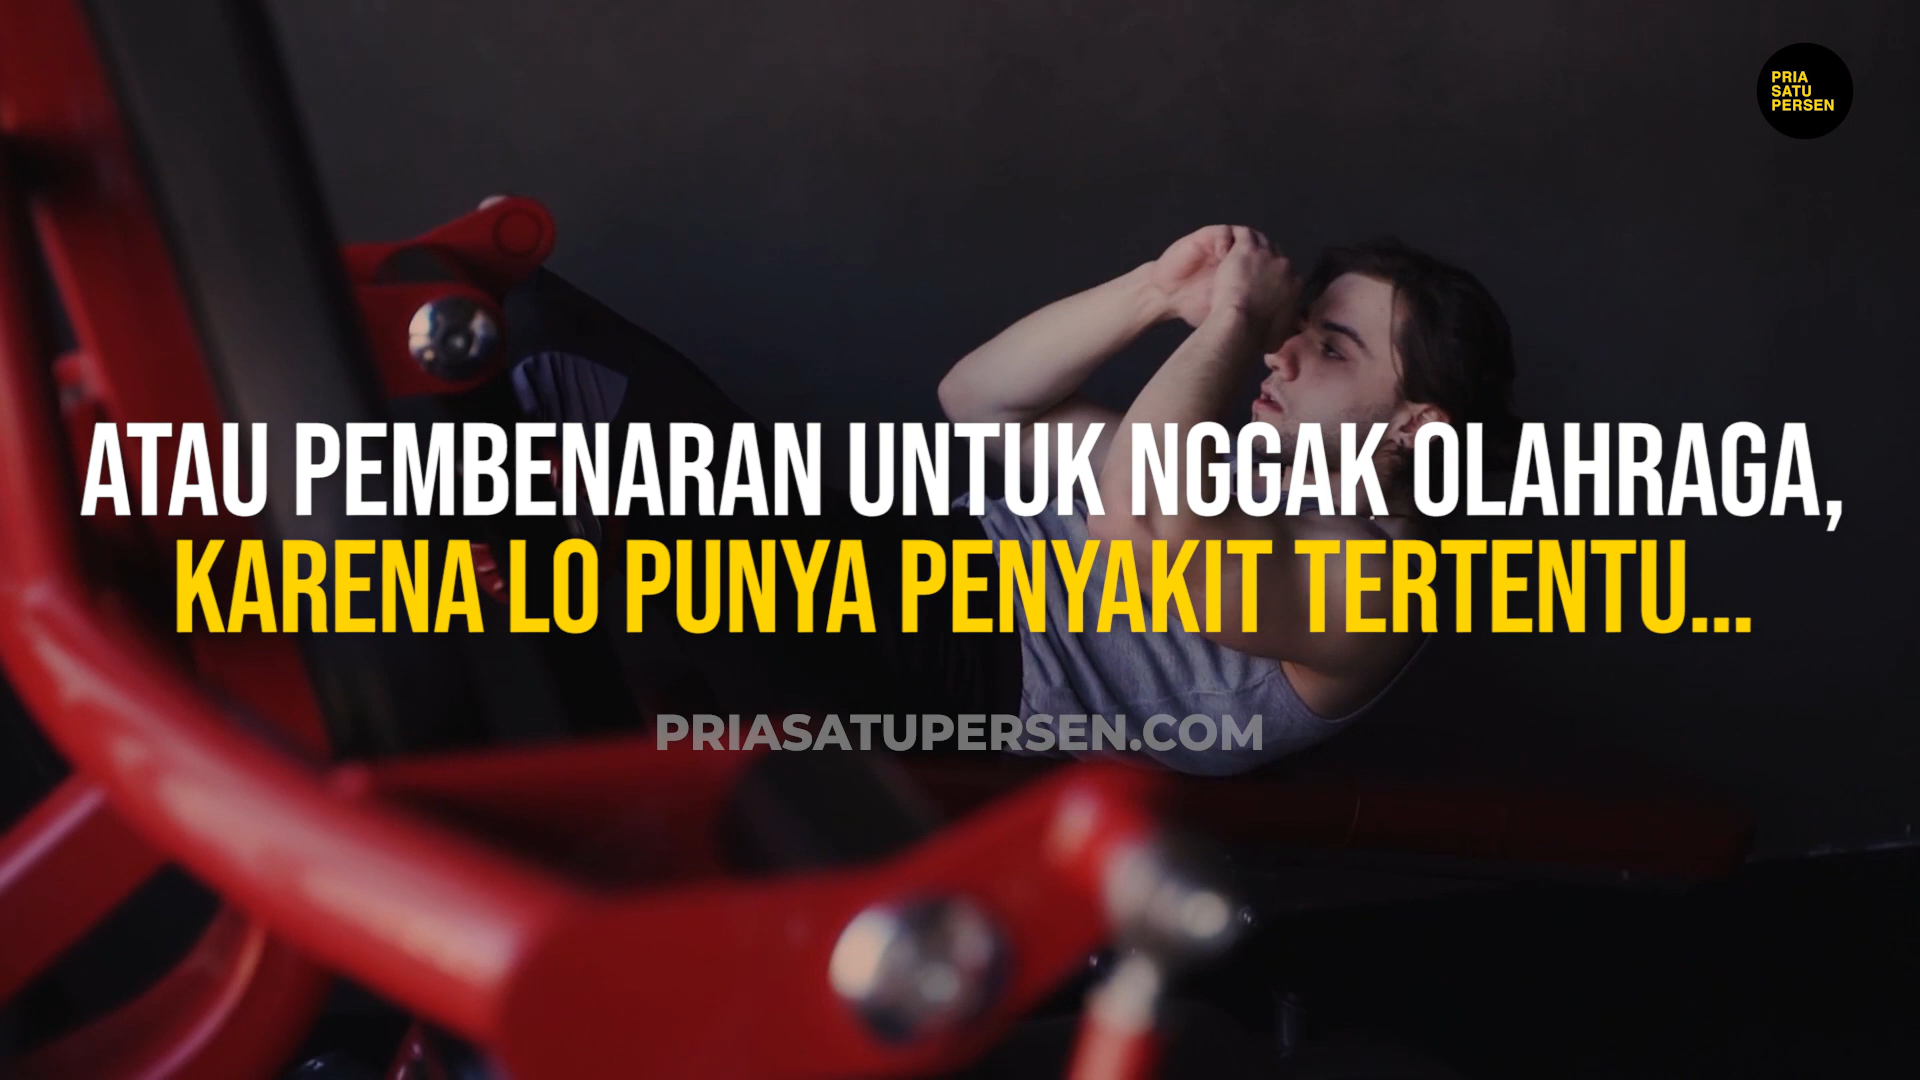 PRIA
SATU
PERSEN
ATAU PEMBENARAN UNTUK NGGAK OLAHRAGA,
KARENA LO PUNYA PENYAKIT TERTENTU...
PRIASATUPERSEN.COM